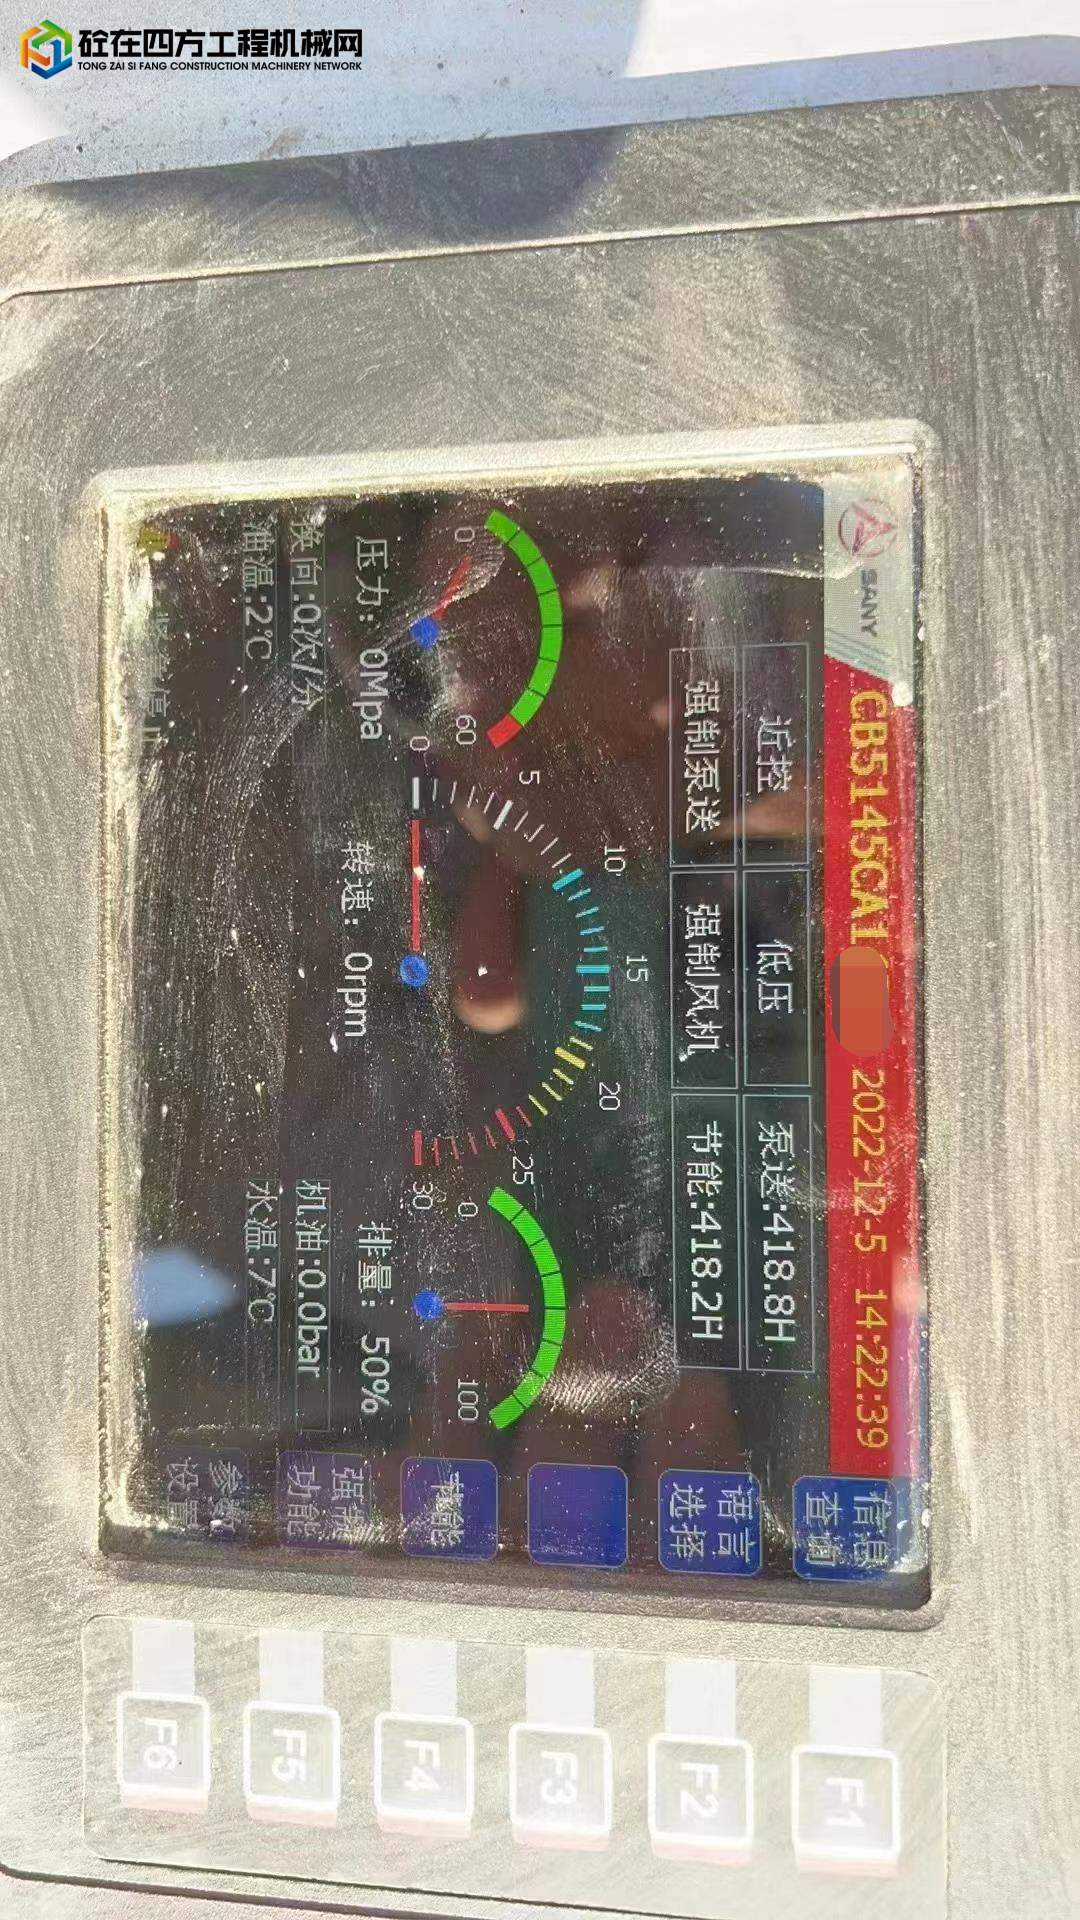 砼在四方工程机械网
TONG ZAI SI FANG CONSTRUCTION MACHINERY NETWORK
SANY
CB5145CA1 2022-12-5 14:22:39
近控 低压 泵送:418.8H
强制泵送 强制风机 节能:418.2H
0 60
0 5 10 15 20 25 30
0 100
压力: 0Mpa
转速: 0rpm
排量: 50%
换向:0次/分
油温:2℃
机油:0.0bar
水温:7℃
信息
查询
语言
选择
节能
强制
功能
参数
设置
F1
F2
F3
F4
F5
F6